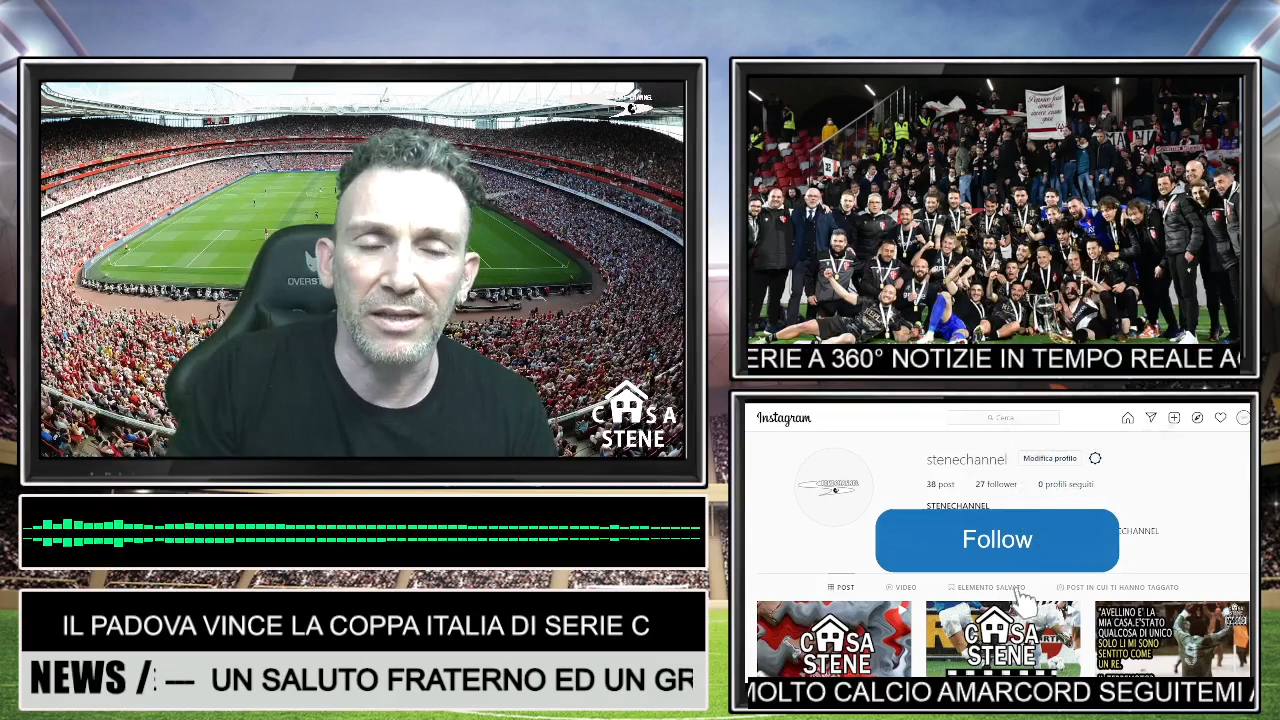 OVERST
CASA
STENE
ERIE A 360° NOTIZIE IN TEMPO REALE A
Instagram
Cerca
stenechannel
Modifica profilo
38 post
27 follower
0 profili seguiti
STENECHANNEL
CHANNEL
Follow
POST
VIDEO
ELEMENTO SALVATO
POST IN CUI TI HANNO TAGGATO
CASA
STENE
CASA
STENE
"AVELLINO E' LA
MIA CASA.E'STATO
QUALCOSA DI UNICO
SOLO LI MI SONO
SENTITO COME
UN RE.
MOLTO CALCIO AMARCORD SEGUITEMI A
IL PADOVA VINCE LA COPPA ITALIA DI SERIE C
NEWS /: --- UN SALUTO FRATERNO ED UN GR